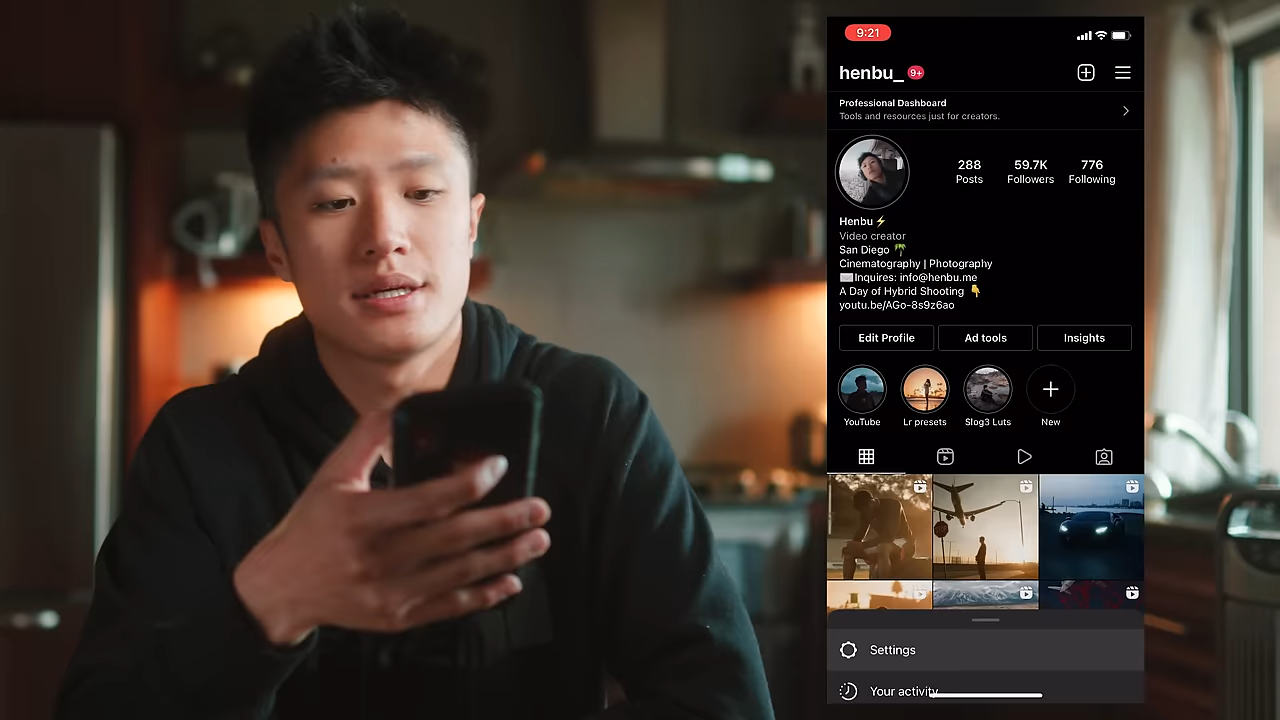 9:21
henbu_ 9+
Professional Dashboard
Tools and resources just for creators.
288 59.7K 776
Posts Followers Following
Henbu⚡
Video creator
San Diego 🌴
Cinematography | Photography
✉️Inquires: info@henbu.me
A Day of Hybrid Shooting 👇
youtu.be/AGo-8s9z6ao
Edit Profile Ad tools Insights
YouTube Lr presets Slog3 Luts New
Settings
Your activity